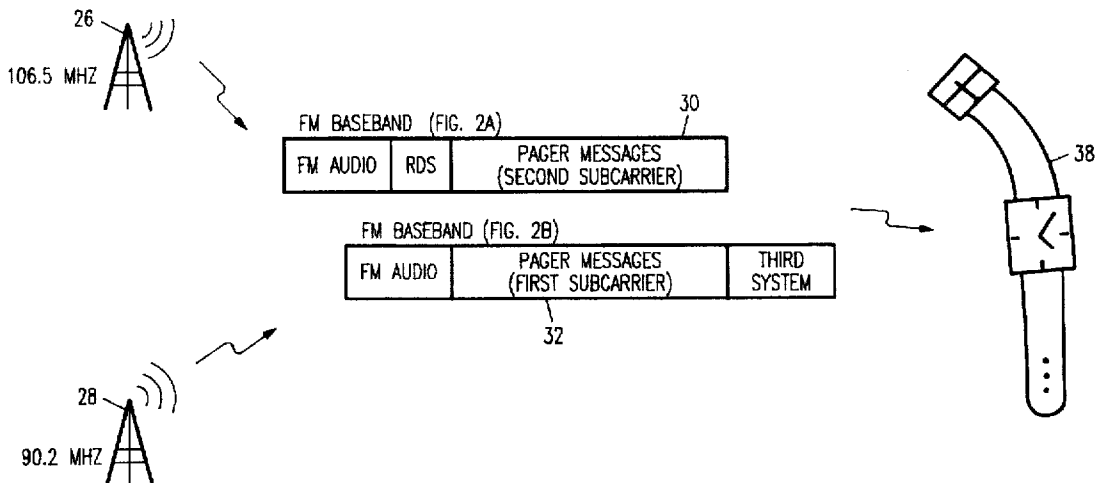 26
106.5 MHZ
FM BASEBAND (FIG. 2A)
30
FM AUDIO
RDS
PAGER MESSAGES
(SECOND SUBCARRIER)
38
FM BASEBAND (FIG. 2B)
FM AUDIO
PAGER MESSAGES
(FIRST SUBCARRIER)
THIRD
SYSTEM
32
28
90.2 MHZ